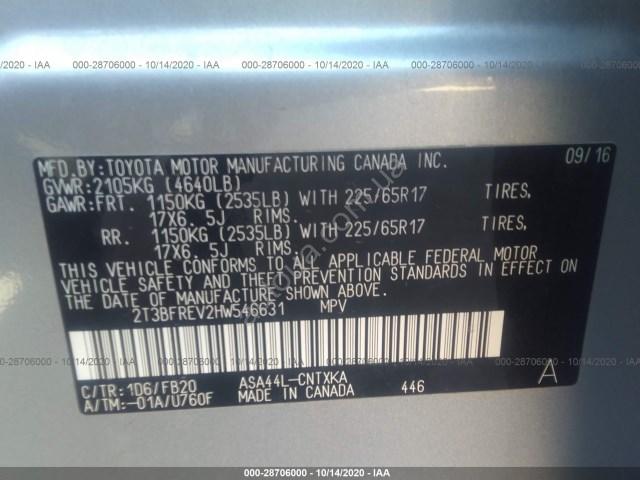 000-28706000 - 10/14/2020 - IAA
MFD.BY:TOYOTA MOTOR MANUFACTURING CANADA INC. 09/16
GVWR:2105KG (4640LB)
GAWR:FRT. 1150KG (2535LB) WITH 225/65R17 TIRES,
17X6. 5J RIMS.
RR. 1150KG (2535LB) WITH 225/65R17 TIRES,
17X6. 5J RIMS.
THIS VEHICLE CONFORMS TO ALL APPLICABLE FEDERAL MOTOR
VEHICLE SAFETY AND THEFT PREVENTION STANDARDS IN EFFECT ON
THE DATE OF MANUFACTURE SHOWN ABOVE.
2T3BFREV2HW546631 MPV
C/TR:1D6/FB20 ASA44L-CNTXKA 446 A
A/TM:-01A/U760F MADE IN CANADA
000-28706000 - 10/14/2020 - IAA